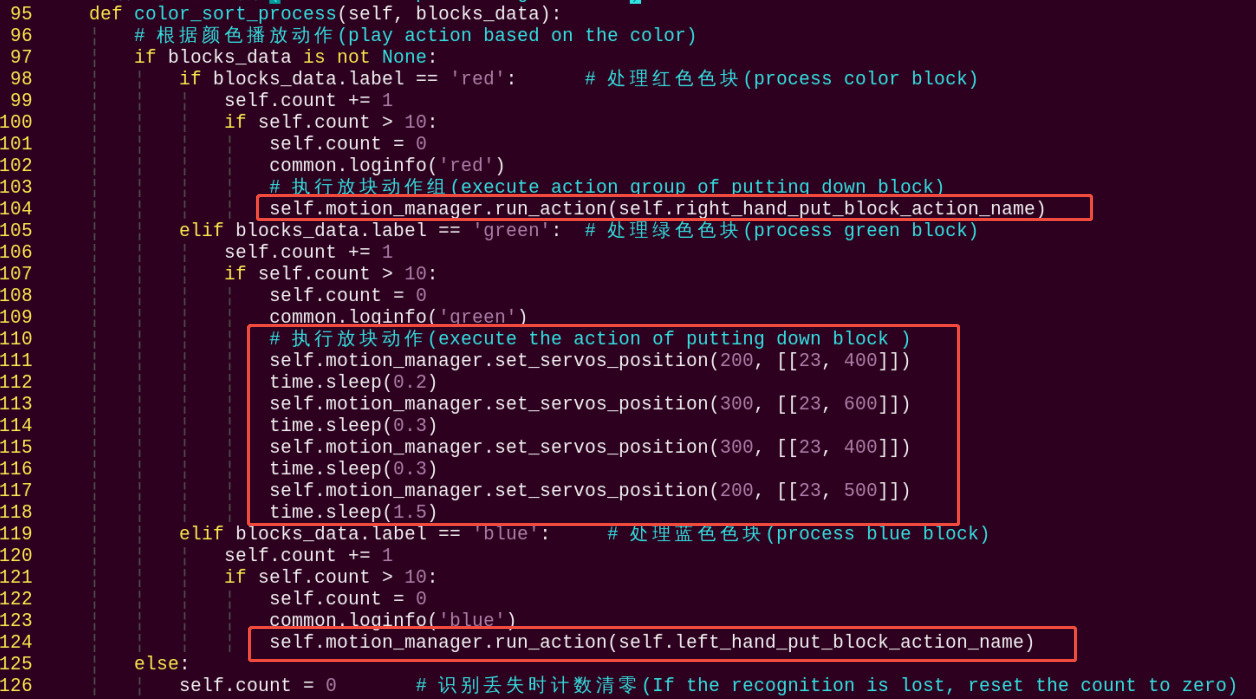 95 def color_sort_process(self, blocks_data):
96 # 根据颜色播放动作(play action based on the color)
97 if blocks_data is not None:
98 if blocks_data.label == 'red': # 处理红色色块(process color block)
99 self.count += 1
100 if self.count > 10:
101 self.count = 0
102 common.loginfo('red')
103 # 执行放块动作组(execute action group of putting down block)
104 self.motion_manager.run_action(self.right_hand_put_block_action_name)
105 elif blocks_data.label == 'green': # 处理绿色色块(process green block)
106 self.count += 1
107 if self.count > 10:
108 self.count = 0
109 common.loginfo('green')
110 # 执行放块动作(execute the action of putting down block )
111 self.motion_manager.set_servos_position(200, [[23, 400]])
112 time.sleep(0.2)
113 self.motion_manager.set_servos_position(300, [[23, 600]])
114 time.sleep(0.3)
115 self.motion_manager.set_servos_position(300, [[23, 400]])
116 time.sleep(0.3)
117 self.motion_manager.set_servos_position(200, [[23, 500]])
118 time.sleep(1.5)
119 elif blocks_data.label == 'blue': # 处理蓝色色块(process blue block)
120 self.count += 1
121 if self.count > 10:
122 self.count = 0
123 common.loginfo('blue')
124 self.motion_manager.run_action(self.left_hand_put_block_action_name)
125 else:
126 self.count = 0 # 识别丢失时计数清零(If the recognition is lost, reset the count to zero)